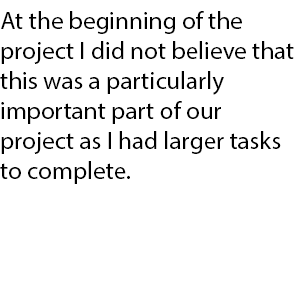 At the beginning of the
project I did not believe that
this was a particularly
important part of our
project as I had larger tasks
to complete.